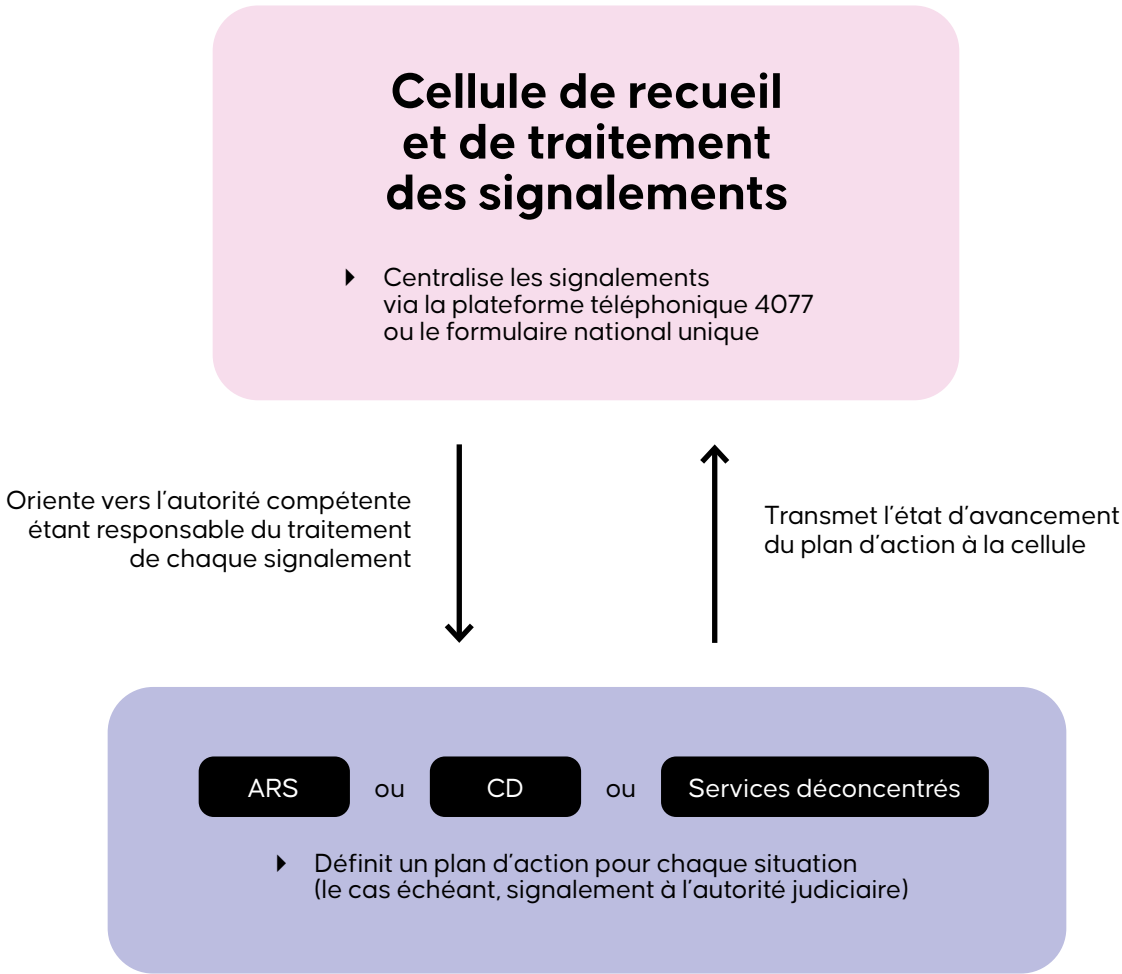 Cellule de recueil
et de traitement
des signalements
Centralise les signalements
via la plateforme téléphonique 4077
ou le formulaire national unique
Oriente vers l'autorité compétente
étant responsable du traitement
de chaque signalement
Transmet l'état d'avancement
du plan d'action à la cellule
ARS ou CD ou Services déconcentrés
Définit un plan d'action pour chaque situation
(le cas échéant, signalement à l'autorité judiciaire)